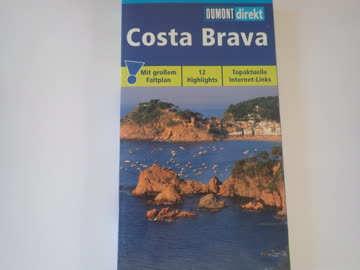 DUMONT direkt
Costa Brava
Mit großem
Faltplan
12
Highlights
Topaktuelle
Internet-Links